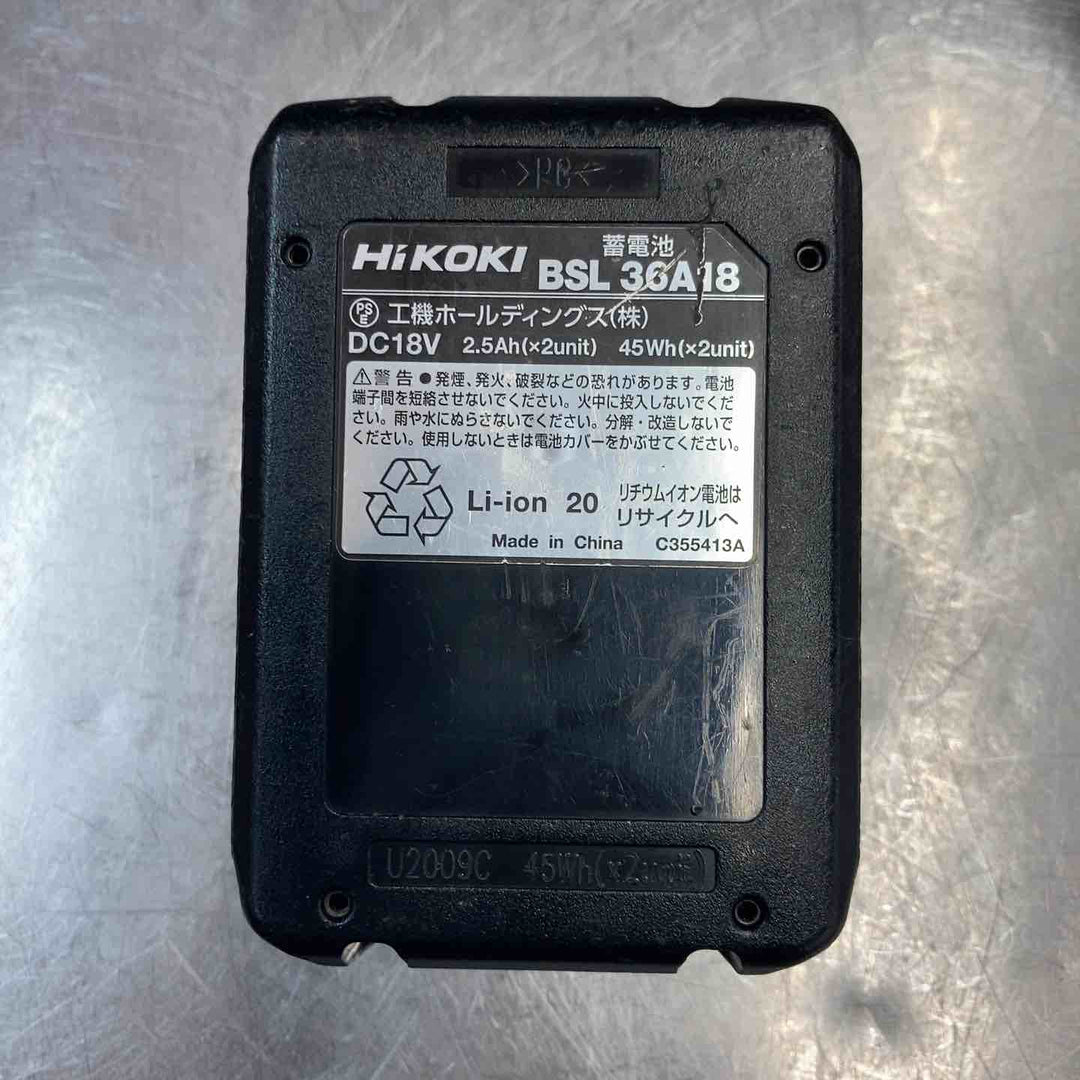 >PC<
HiKOKI 蓄電池
BSL 36A18
PSE 工機ホールディングス(株)
DC18V 2.5Ah(×2unit) 45Wh(×2unit)
⚠警告 ●発煙、発火、破裂などの恐れがあります。電池
端子間を短絡させないでください。火中に投入しないでくだ
さい。雨や水にぬらさないでください。分解・改造しないで
ください。使用しないときは電池カバーをかぶせてください。
Li-ion 20 リチウムイオン電池は
リサイクルへ
Made in China C355413A
U2009C 45Wh(×2unit)